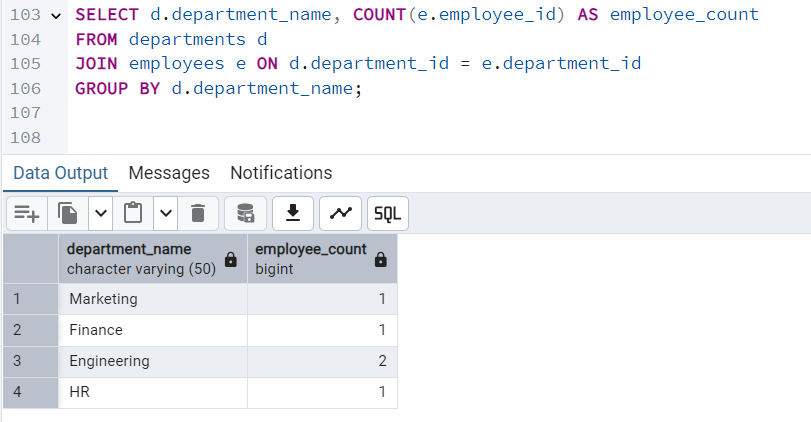 103 SELECT d.department_name, COUNT(e.employee_id) AS employee_count
104 FROM departments d
105 JOIN employees e ON d.department_id = e.department_id
106 GROUP BY d.department_name;
107
108
Data Output Messages Notifications
SQL
department_name employee_count
character varying (50) bigint
1 Marketing 1
2 Finance 1
3 Engineering 2
4 HR 1